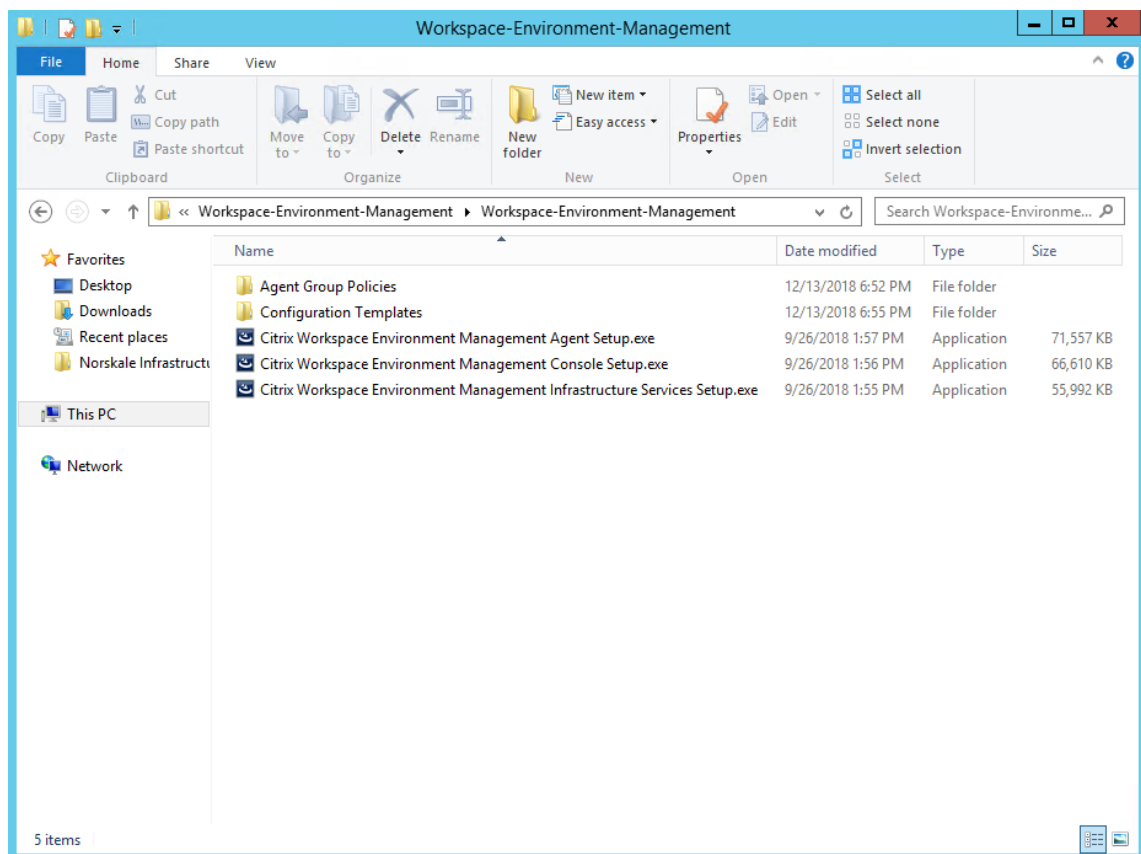 Workspace-Environment-Management
File Home Share View
Copy Paste Cut Copy path Paste shortcut
Move to Copy to Delete Rename
New folder New item Easy access
Properties Open Edit
Select all Select none Invert selection
Clipboard Organize New Open Select
« Workspace-Environment-Management Workspace-Environment-Management Search Workspace-Environme...
Favorites
Desktop
Downloads
Recent places
Norskale Infrastructu
This PC
Network
Name Date modified Type Size
Agent Group Policies 12/13/2018 6:52 PM File folder
Configuration Templates 12/13/2018 6:55 PM File folder
Citrix Workspace Environment Management Agent Setup.exe 9/26/2018 1:57 PM Application 71,557 KB
Citrix Workspace Environment Management Console Setup.exe 9/26/2018 1:56 PM Application 66,610 KB
Citrix Workspace Environment Management Infrastructure Services Setup.exe 9/26/2018 1:55 PM Application 55,992 KB
5 items